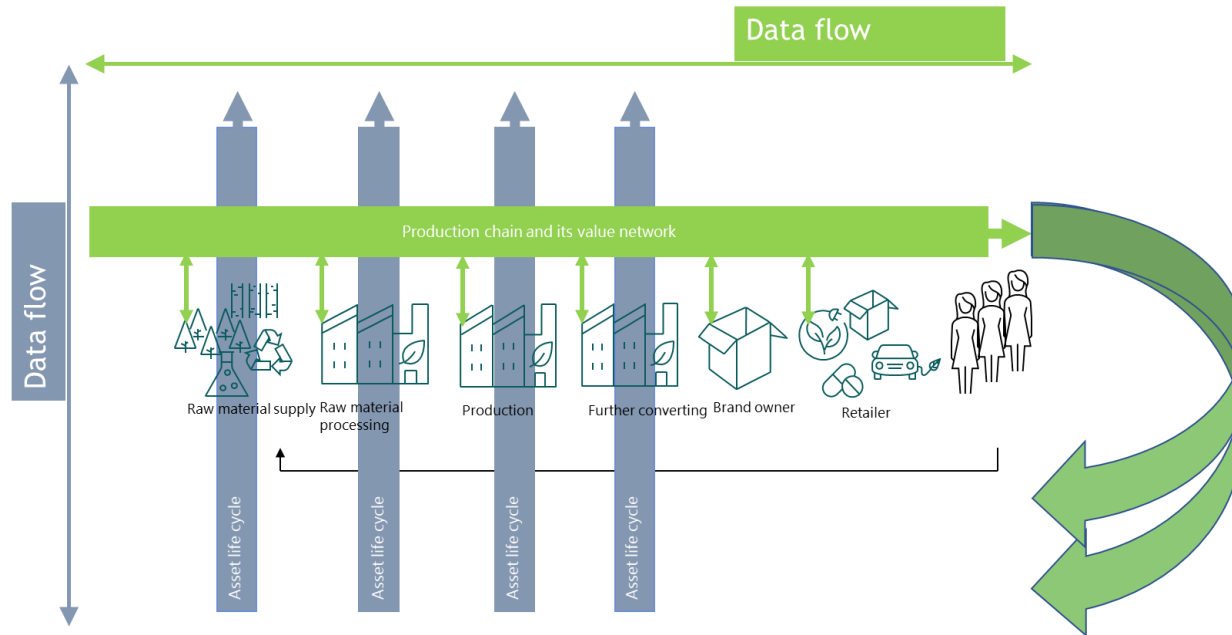 Data flow
Data flow
Production chain and its value network
Raw material supply
Raw material
processing
Production
Further converting
Brand owner
Retailer
Asset life cycle
Asset life cycle
Asset life cycle
Asset life cycle